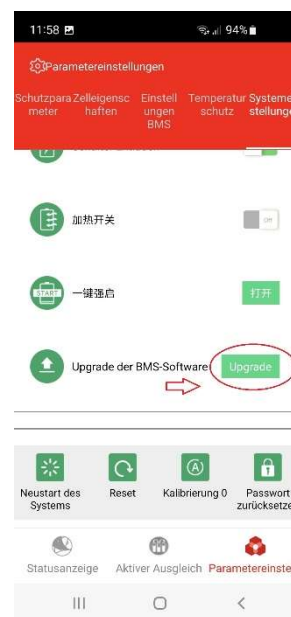 11:58 94%
Parametereinstellungen
Schutzpara Zelleigensc Einstell Temperatur Systeme
meter haften ungen schutz stellunge
BMS
加热开关 Off
START 一键强启 打开
Upgrade der BMS-Software Upgrade
Neustart des Reset Kalibrierung 0 Passwort
Systems zurücksetze
Statusanzeige Aktiver Ausgleich Parametereinste